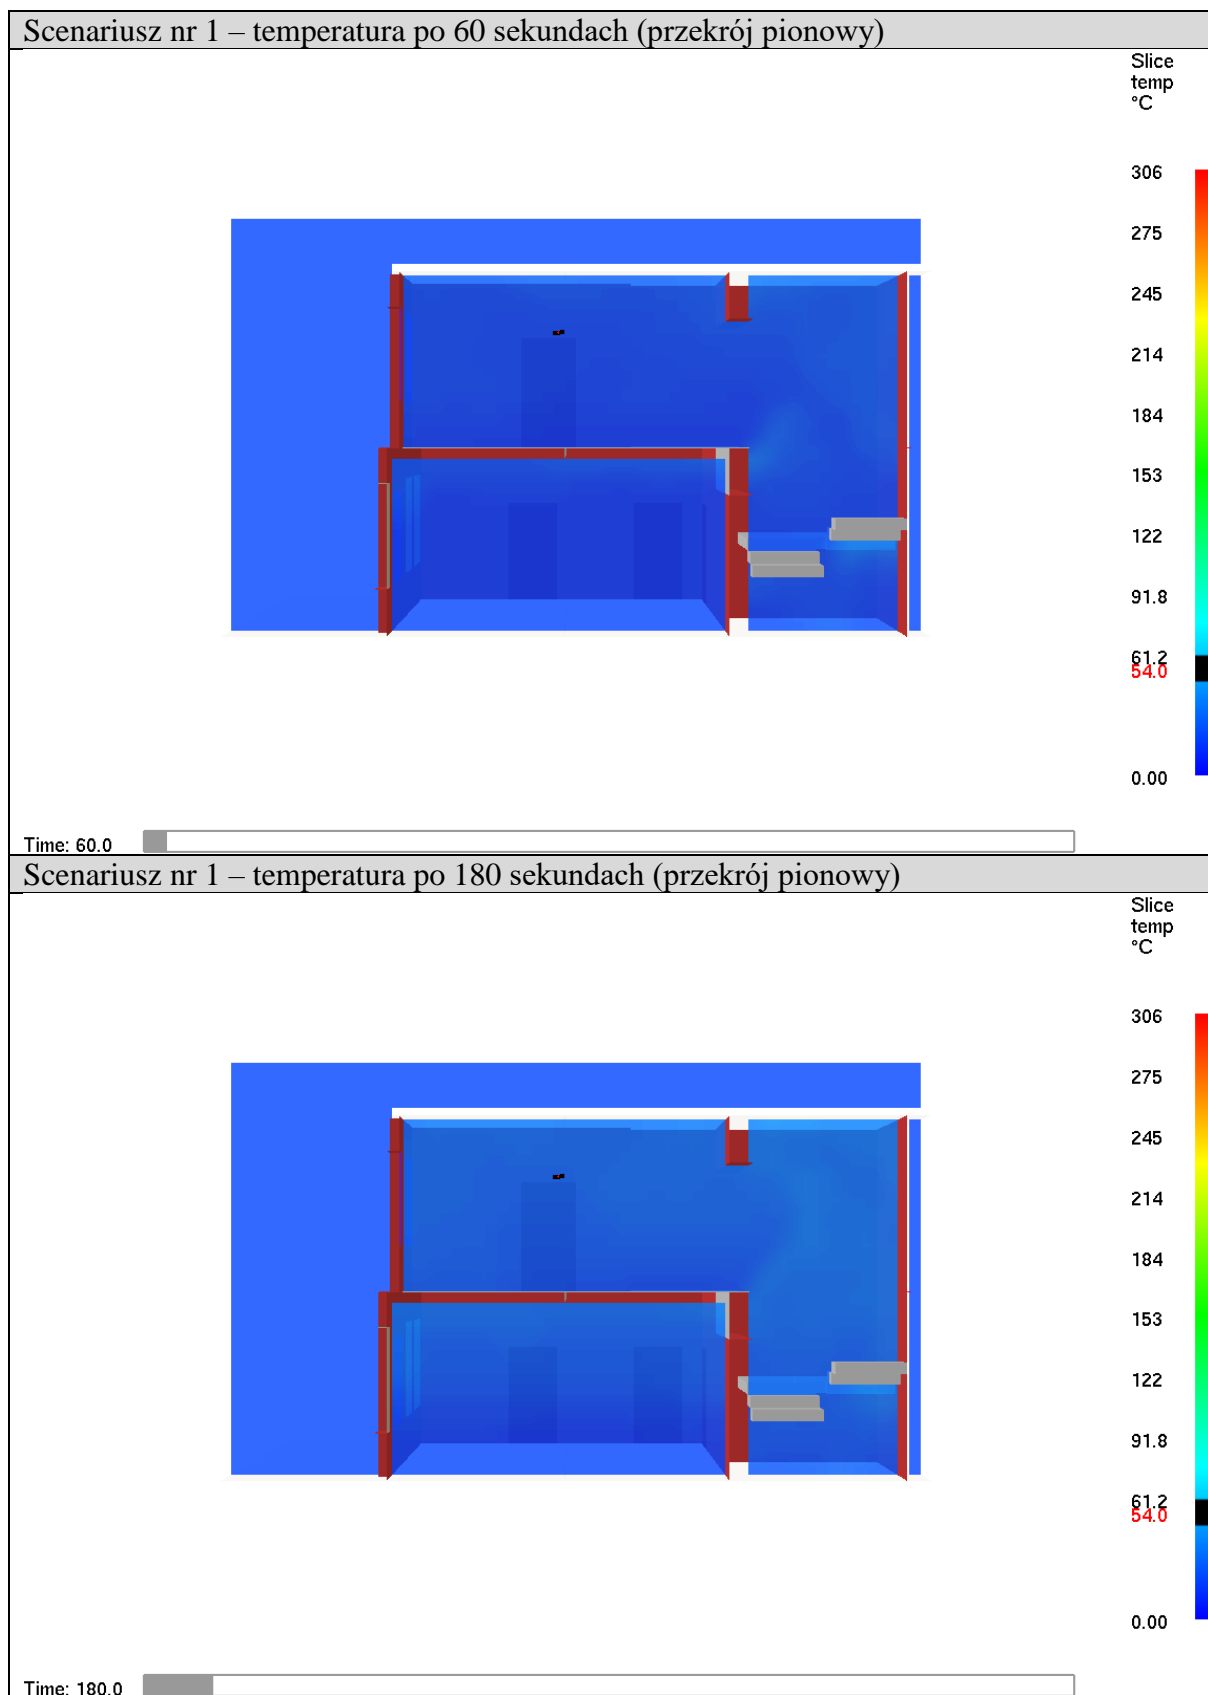 Scenariusz nr 1 – temperatura po 60 sekundach (przekrój pionowy)
Slice
temp
°C
306
275
245
214
184
153
122
91.8
61.2
54.0
0.00
Time: 60.0
Scenariusz nr 1 – temperatura po 180 sekundach (przekrój pionowy)
Slice
temp
°C
306
275
245
214
184
153
122
91.8
61.2
54.0
0.00
Time: 180.0